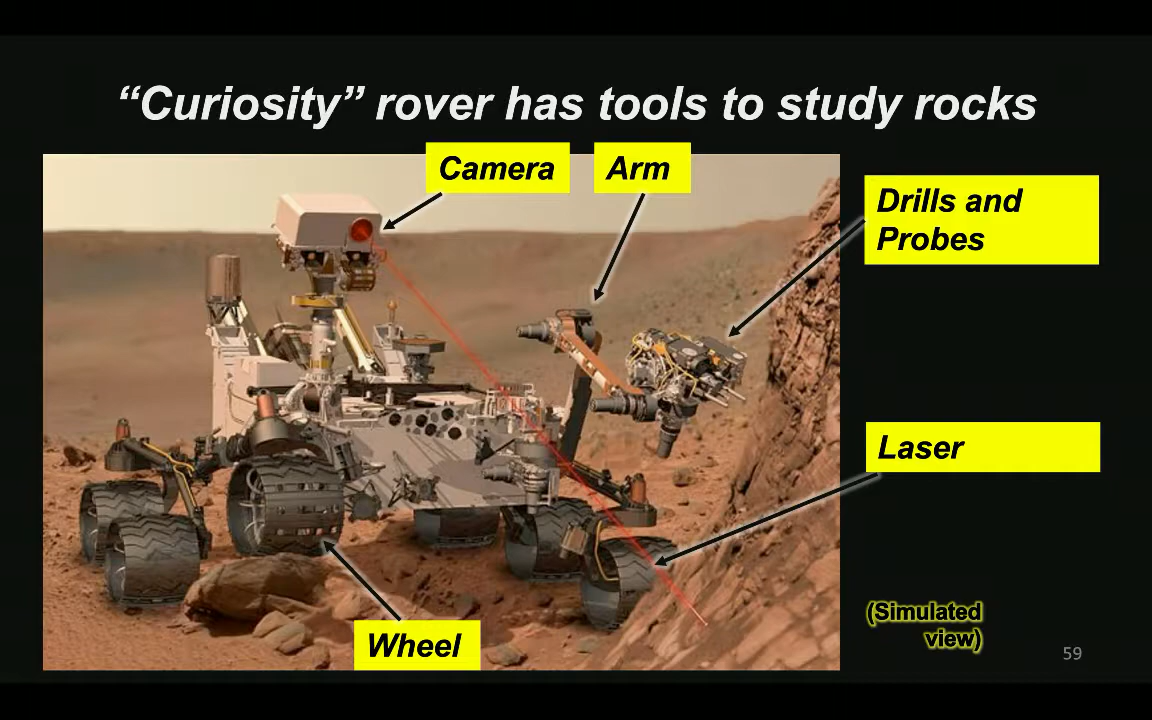 “Curiosity” rover has tools to study rocks
Camera
Arm
Drills and
Probes
Laser
Wheel
(Simulated
view)
59